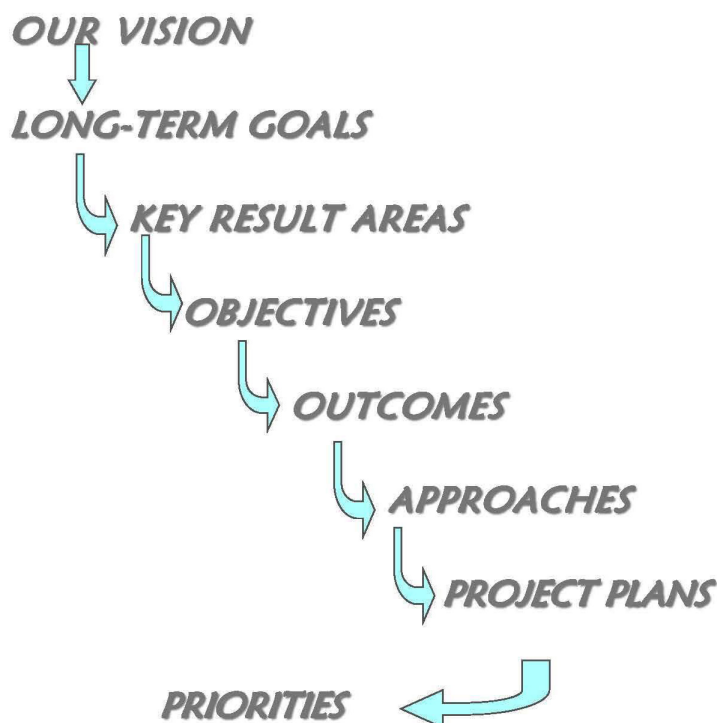 OUR VISION
LONG-TERM GOALS
KEY RESULT AREAS
OBJECTIVES
OUTCOMES
APPROACHES
PROJECT PLANS
PRIORITIES